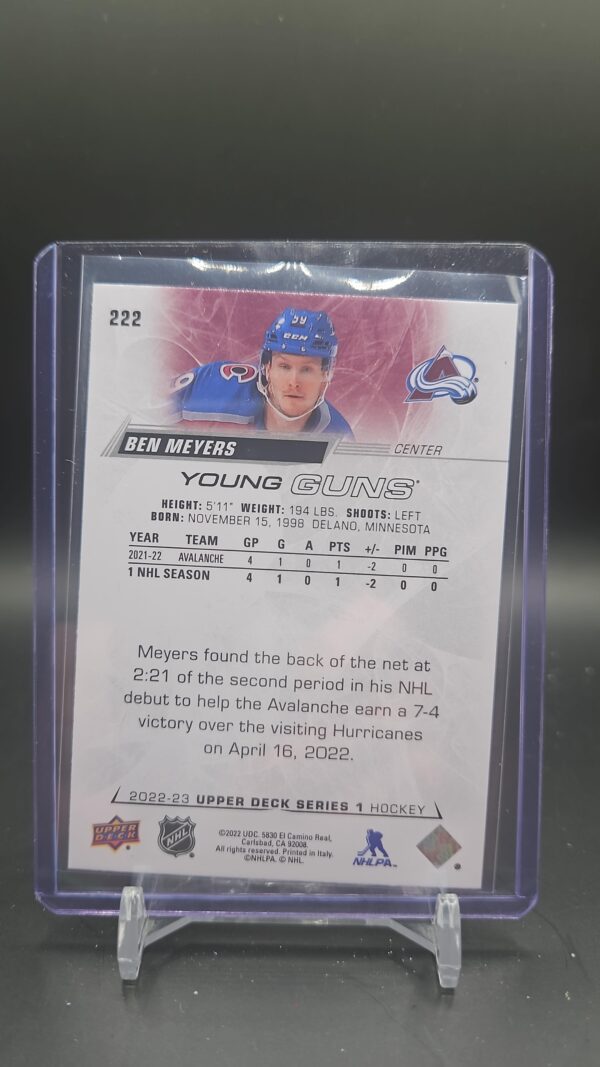 222
59
CCM
9
BEN MEYERS
CENTER
YOUNG GUNS
HEIGHT: 5'11" WEIGHT: 194 LBS. SHOOTS: LEFT
BORN: NOVEMBER 15, 1998 DELANO, MINNESOTA
YEAR TEAM GP G A PTS +/- PIM PPG
2021-22 AVALANCHE 4 1 0 1 -2 0 0
1 NHL SEASON 4 1 0 1 -2 0 0
Meyers found the back of the net at
2:21 of the second period in his NHL
debut to help the Avalanche earn a 7-4
victory over the visiting Hurricanes
on April 16, 2022.
2022-23 UPPER DECK SERIES 1 HOCKEY
UPPER
DECK
NHL
©2022 UDC. 5830 El Camino Real,
Carlsbad, CA 92008.
All rights reserved. Printed in Italy.
©NHLPA. © NHL.
NHLPA